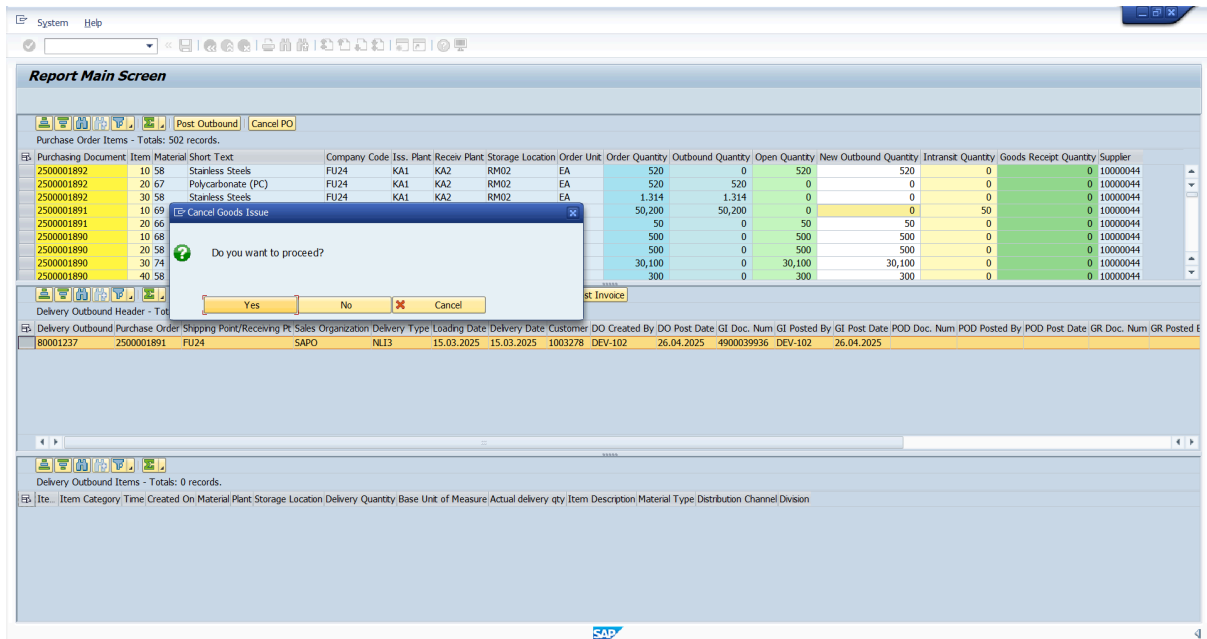 System Help
Report Main Screen
Post Outbound Cancel PO
Purchase Order Items - Totals: 502 records.
Purchasing Document Item Material Short Text Company Code Iss. Plant Receiv Plant Storage Location Order Unit Order Quantity Outbound Quantity Open Quantity New Outbound Quantity Intransit Quantity Goods Receipt Quantity Supplier
2500001892 10 58 Stainless Steels FU24 KA1 KA2 RM02 EA 520 0 520 520 0 0 10000044
2500001892 20 67 Polycarbonate (PC) FU24 KA1 KA2 RM02 EA 520 520 0 0 0 0 10000044
2500001892 30 58 Stainless Steels FU24 KA1 KA2 RM02 EA 1.314 1.314 0 0 0 0 10000044
2500001891 10 69 50,200 50,200 0 0 50 0 10000044
2500001891 20 66 50 0 50 50 0 0 10000044
2500001890 10 68 500 0 500 500 0 0 10000044
2500001890 20 58 500 0 500 500 0 0 10000044
2500001890 30 74 30,100 0 30,100 30,100 0 0 10000044
2500001890 40 58 300 0 300 300 0 0 10000044
Cancel Goods Issue
Do you want to proceed?
Yes No Cancel
st Invoice
Delivery Outbound Header - Tot
Delivery Outbound Purchase Order Shipping Point/Receiving Pt Sales Organization Delivery Type Loading Date Delivery Date Customer DO Created By DO Post Date GI Doc. Num GI Posted By GI Post Date POD Doc. Num POD Posted By POD Post Date GR Doc. Num GR Posted E
80001237 2500001891 FU24 SAPO NLI3 15.03.2025 15.03.2025 1003278 DEV-102 26.04.2025 4900039936 DEV-102 26.04.2025
Delivery Outbound Items - Totals: 0 records.
Ite... Item Category Time Created On Material Plant Storage Location Delivery Quantity Base Unit of Measure Actual delivery qty Item Description Material Type Distribution Channel Division
SAP